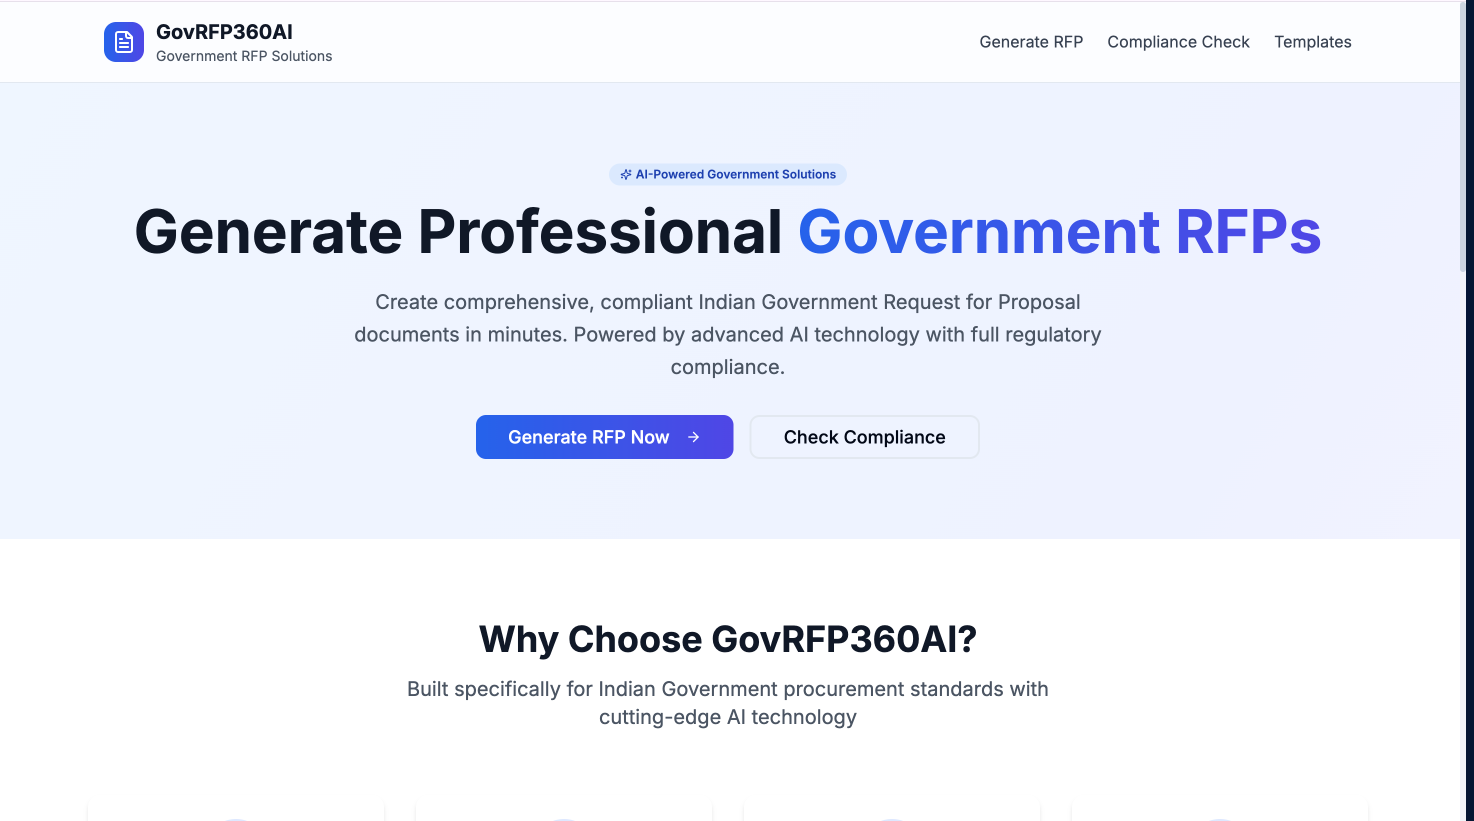 GovRFP360AI
Government RFP Solutions
Generate RFP
Compliance Check
Templates
AI-Powered Government Solutions
Generate Professional Government RFPs
Create comprehensive, compliant Indian Government Request for Proposal
documents in minutes. Powered by advanced AI technology with full regulatory
compliance.
Generate RFP Now
Check Compliance
Why Choose GovRFP360AI?
Built specifically for Indian Government procurement standards with
cutting-edge AI technology